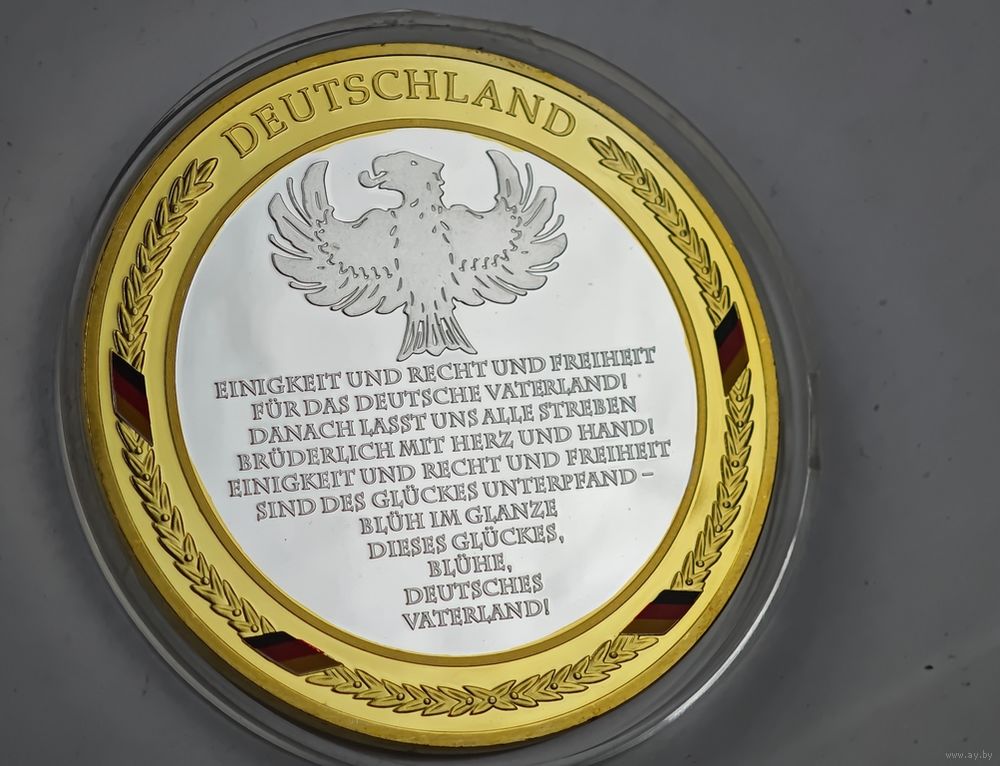 DEUTSCHLAND
EINIGKEIT UND RECHT UND FREIHEIT
FÜR DAS DEUTSCHE VATERLAND!
DANACH LASST UNS ALLE STREBEN
BRÜDERLICH MIT HERZ UND HAND!
EINIGKEIT UND RECHT UND FREIHEIT
SIND DES GLÜCKES UNTERPFAND –
BLÜH IM GLANZE
DIESES GLÜCKES,
BLÜHE,
DEUTSCHES
VATERLAND!
www.ay.by